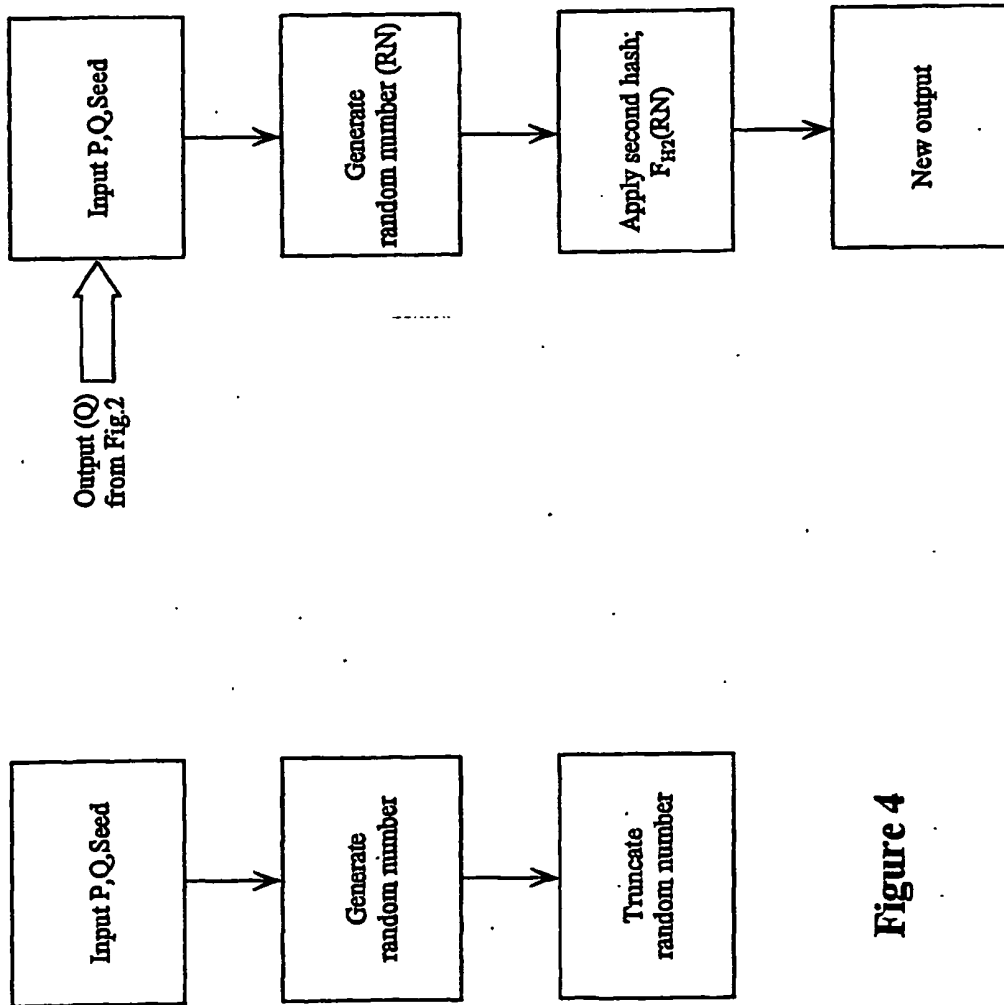 Input P,Q,Seed
Generate
random number
Truncate
random number
Figure 4
Output (Q)
from Fig.2
Input P,Q,Seed
Generate
random number (RN)
Apply second hash;
F_H2(RN)
New output